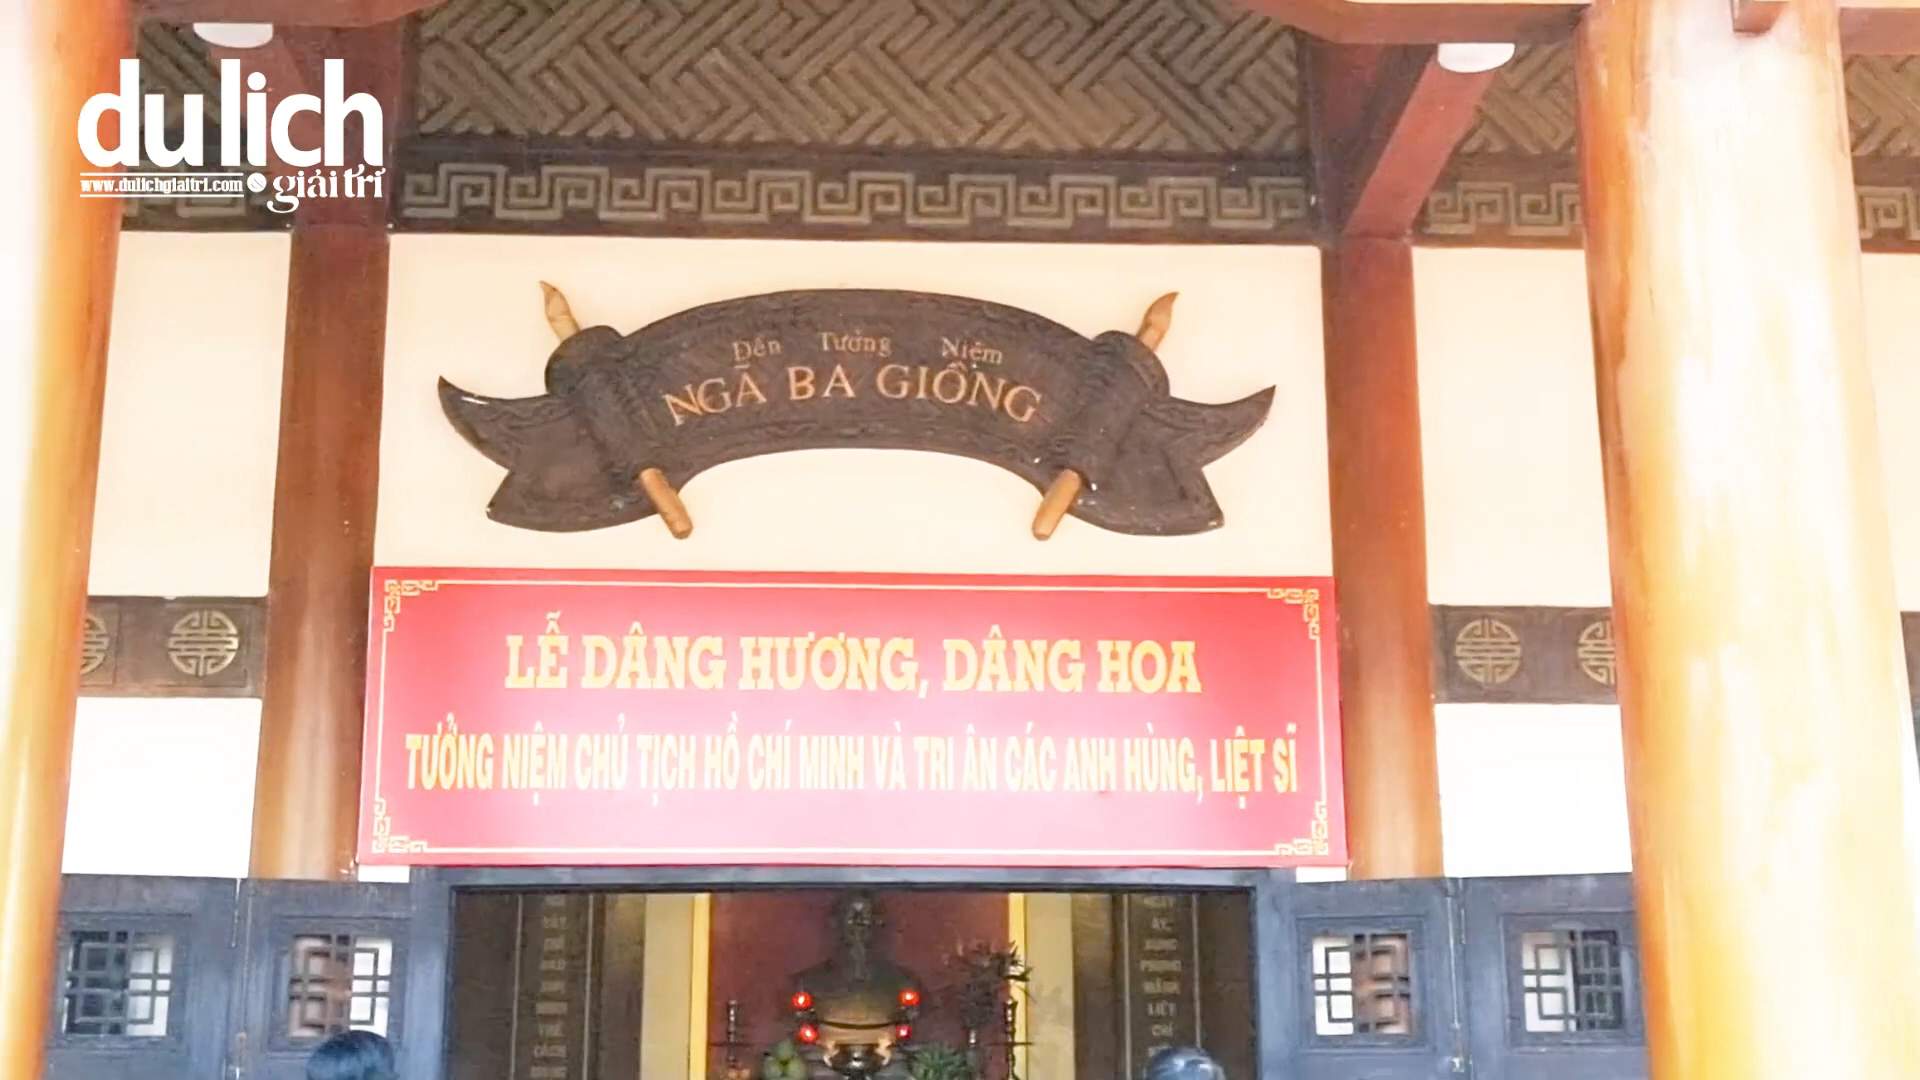 du lịch
www.dulichgiaitri.com giải trí
Đền Tưởng Niệm
NGÃ BA GIỒNG
LỄ DÂNG HƯƠNG, DÂNG HOA
TƯỞNG NIỆM CHỦ TỊCH HỒ CHÍ MINH VÀ TRI ÂN CÁC ANH HÙNG, LIỆT SĨ